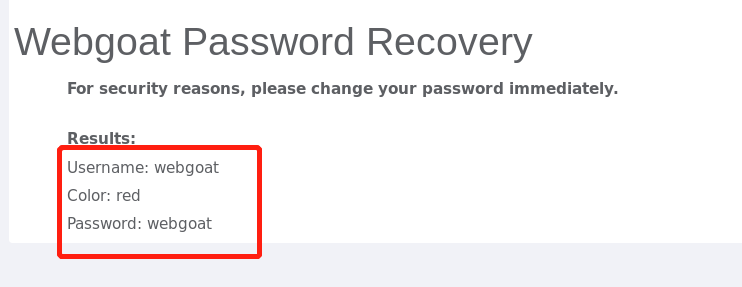 Webgoat Password Recovery
For security reasons, please change your password immediately.
Results:
Username: webgoat
Color: red
Password: webgoat